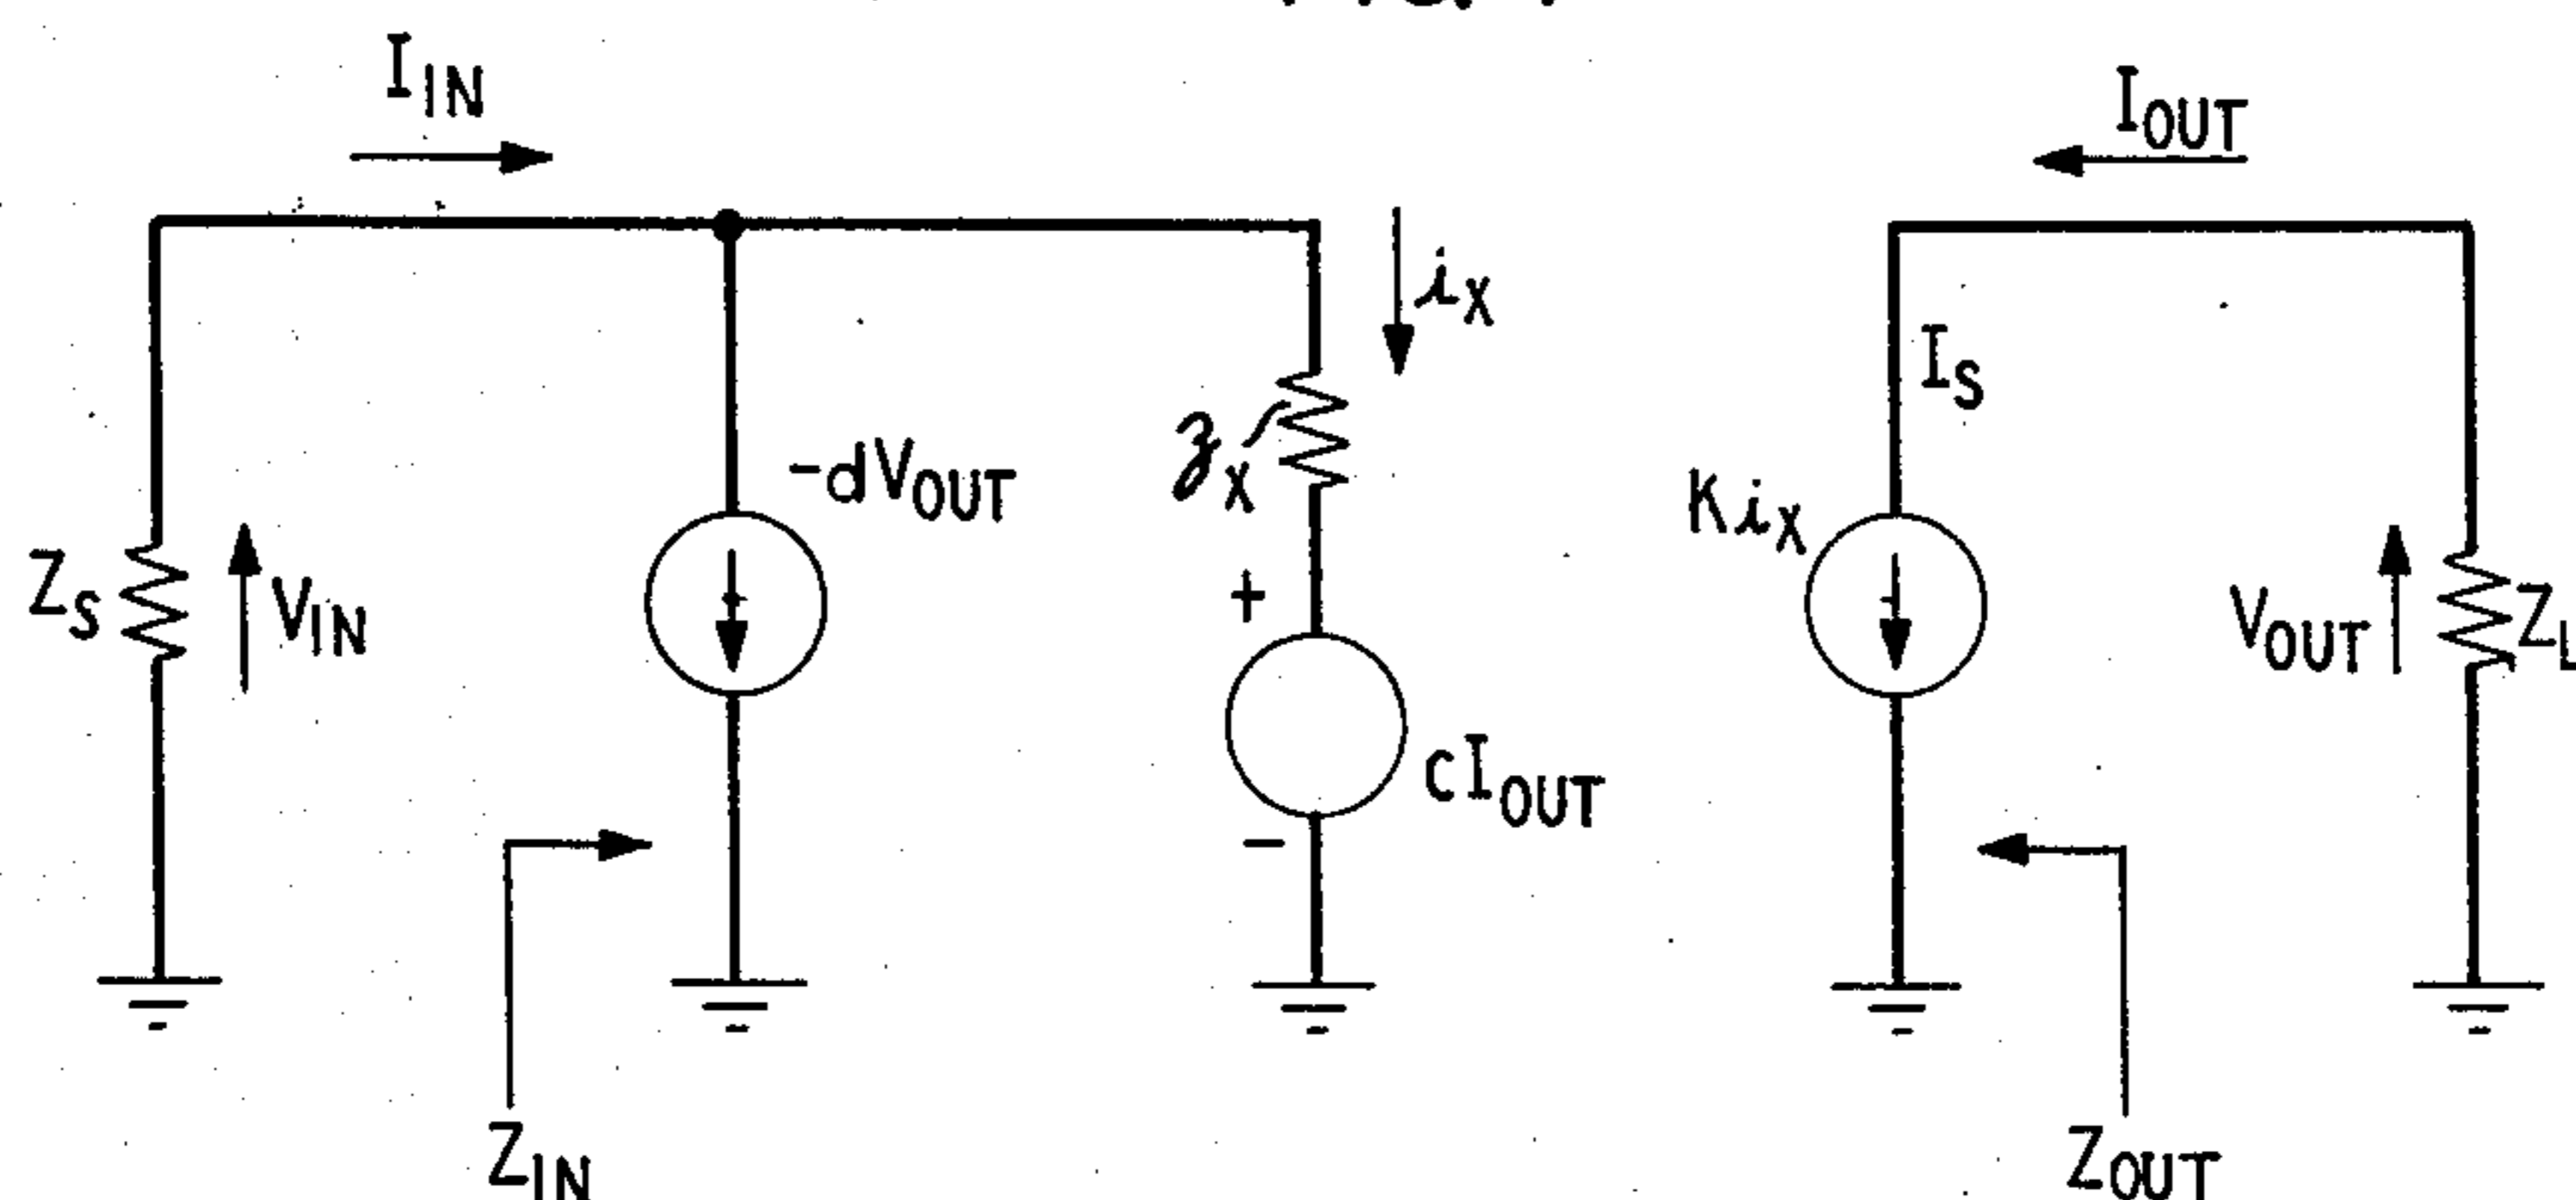 I_IN
I_OUT
i_X
I_S
-dV_OUT
z_X
Ki_X
Z_S
V_IN
+
V_OUT
Z_L
cI_OUT
-
Z_IN
Z_OUT